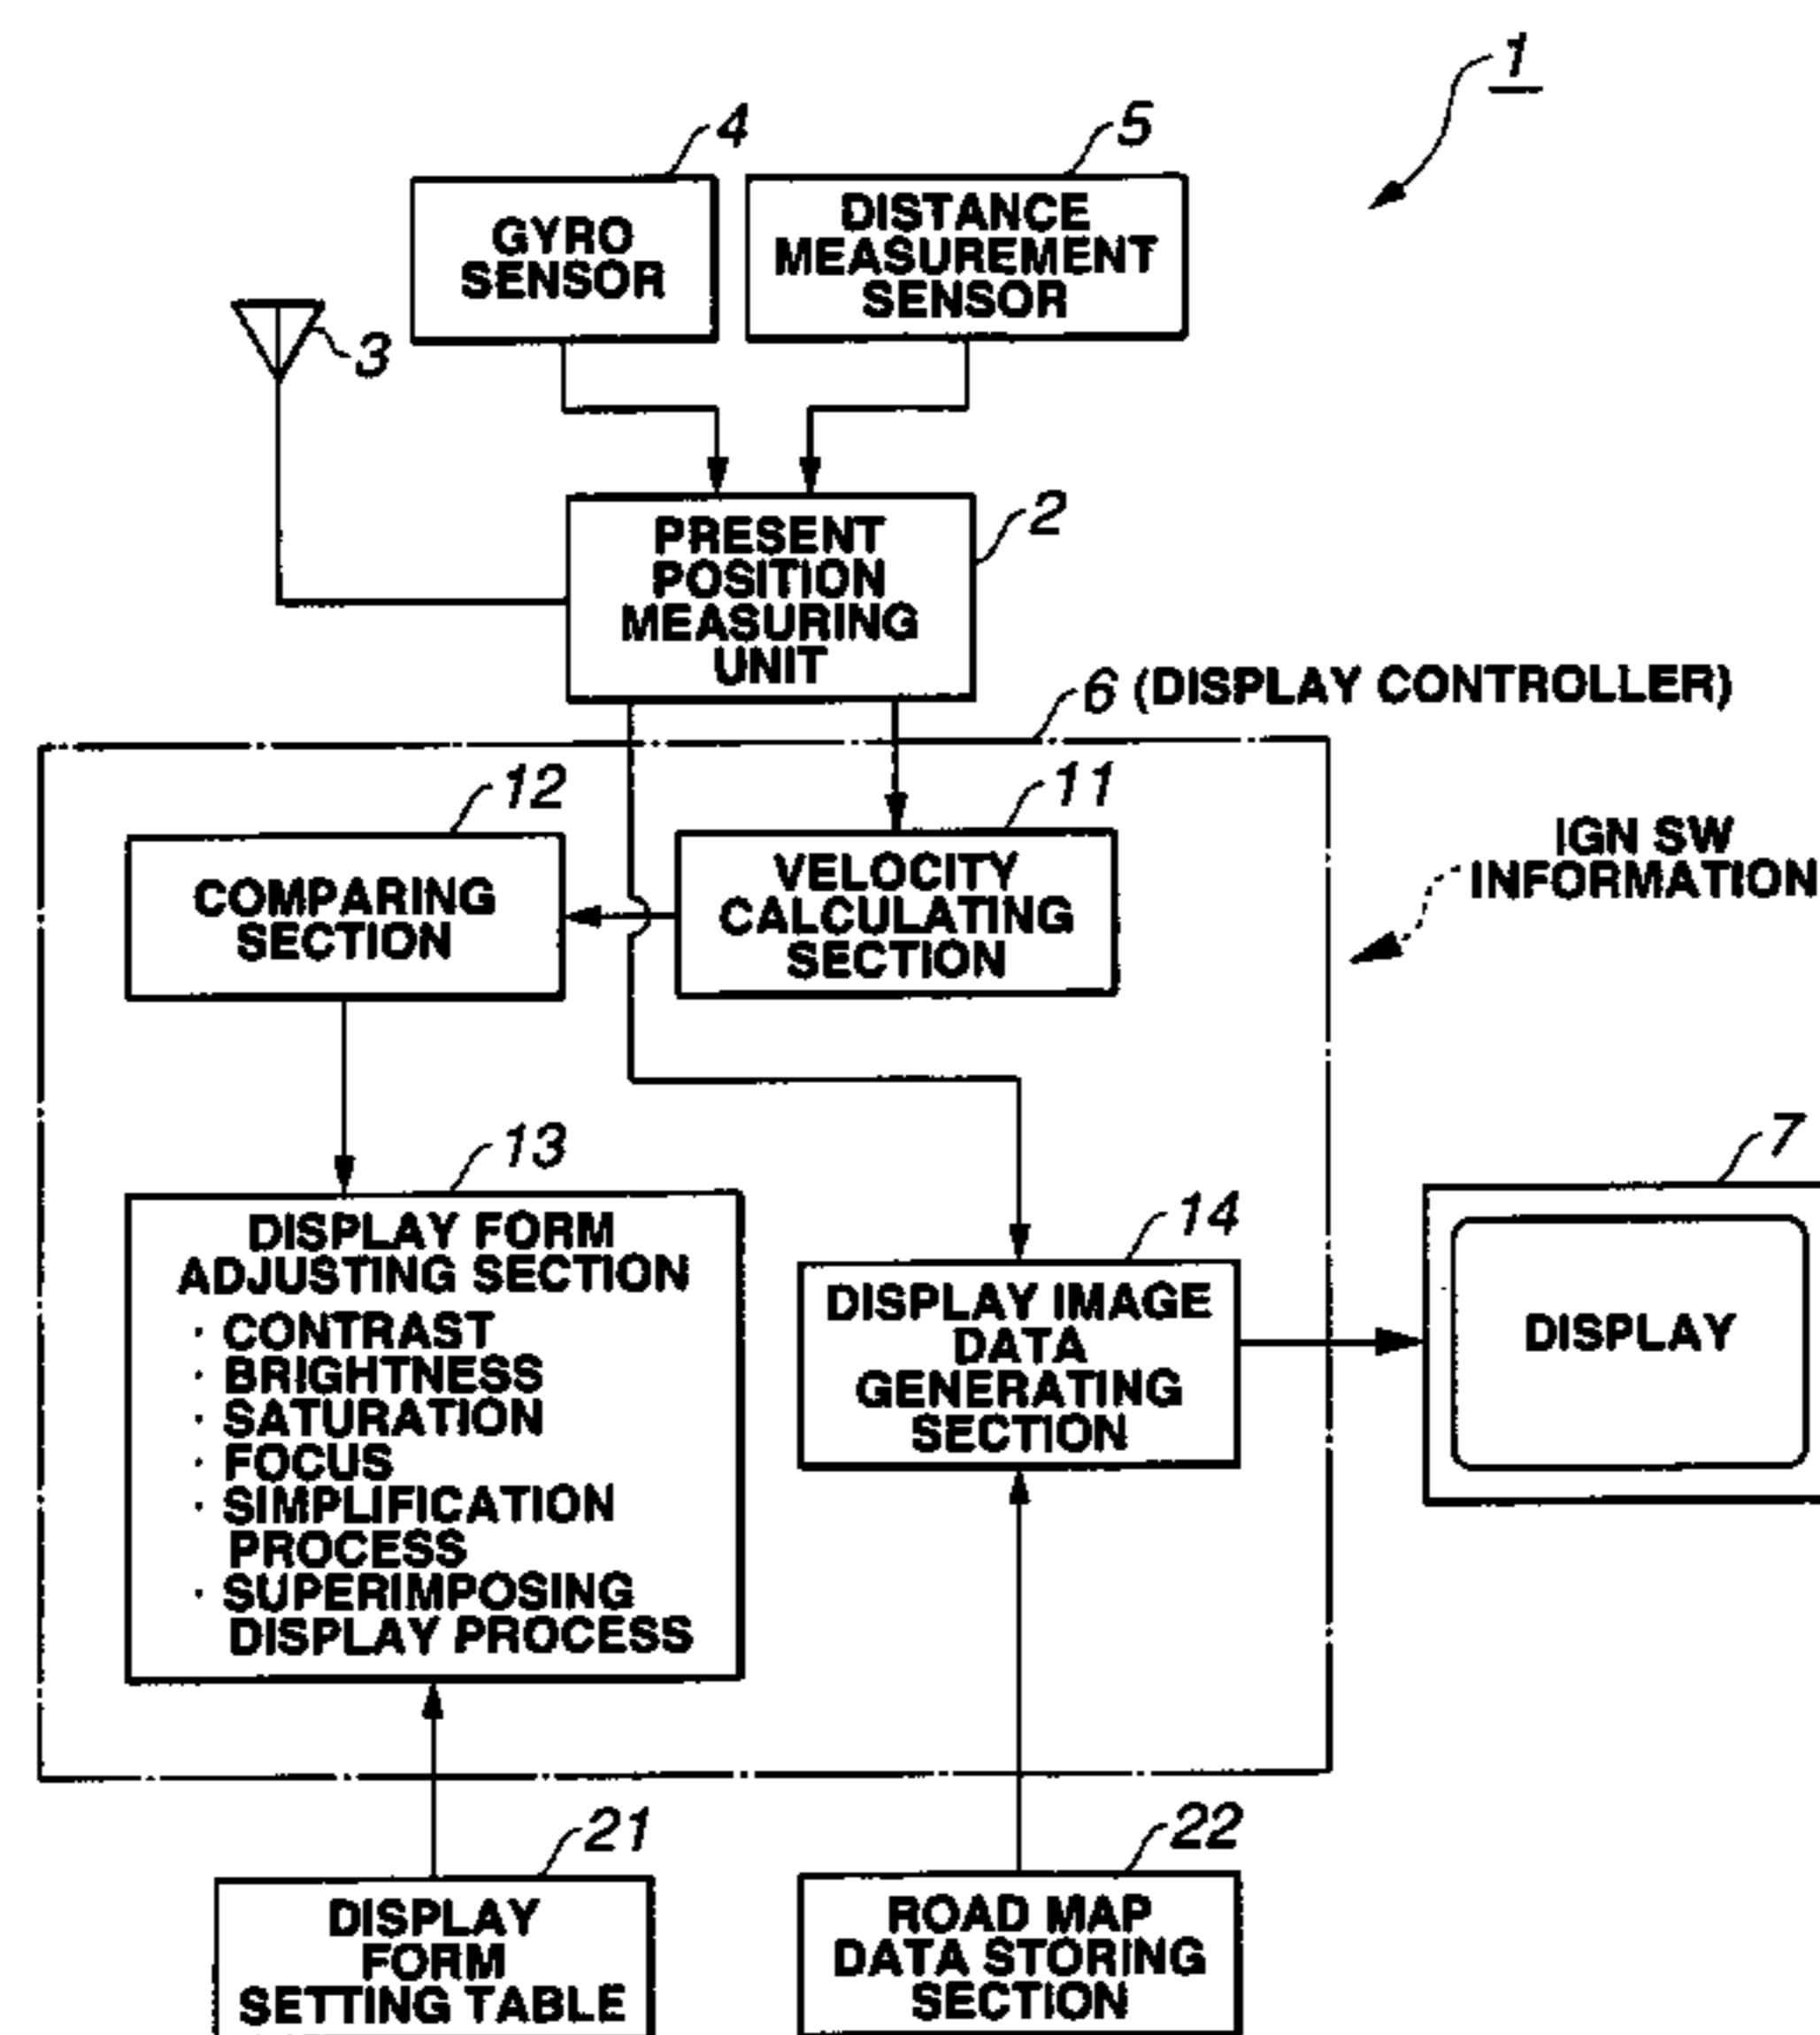 1
4
5
GYRO
SENSOR
DISTANCE
MEASUREMENT
SENSOR
3
2
PRESENT
POSITION
MEASURING
UNIT
6 (DISPLAY CONTROLLER)
12
11
COMPARING
SECTION
VELOCITY
CALCULATING
SECTION
IGN SW
INFORMATION
13
14
7
DISPLAY FORM
ADJUSTING SECTION
· CONTRAST
· BRIGHTNESS
· SATURATION
· FOCUS
· SIMPLIFICATION
PROCESS
· SUPERIMPOSING
DISPLAY PROCESS
DISPLAY IMAGE
DATA
GENERATING
SECTION
DISPLAY
21
22
DISPLAY
FORM
SETTING TABLE
ROAD MAP
DATA STORING
SECTION